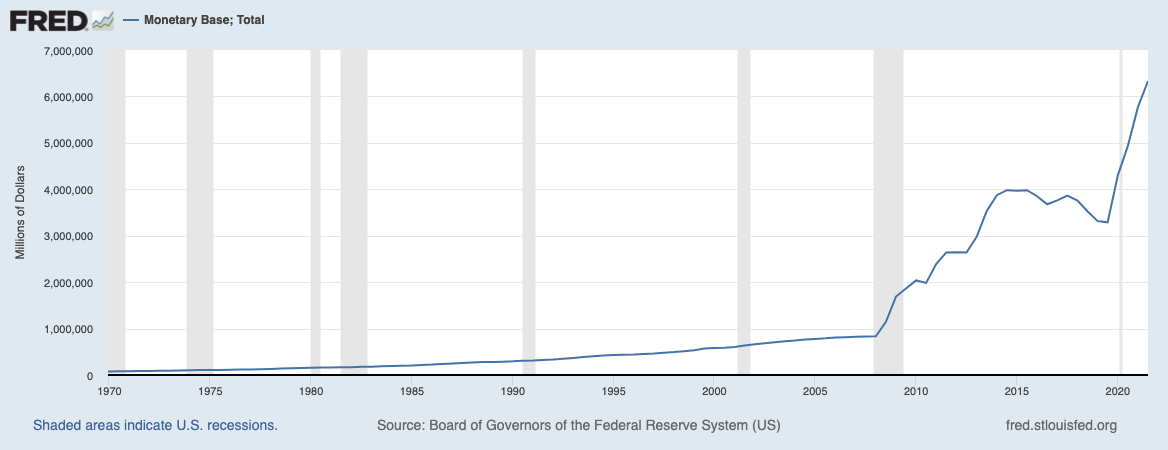 FRED
Monetary Base; Total
7,000,000
6,000,000
5,000,000
4,000,000
3,000,000
2,000,000
1,000,000
0
Millions of Dollars
1970 1975 1980 1985 1990 1995 2000 2005 2010 2015 2020
Shaded areas indicate U.S. recessions.
Source: Board of Governors of the Federal Reserve System (US)
fred.stlouisfed.org